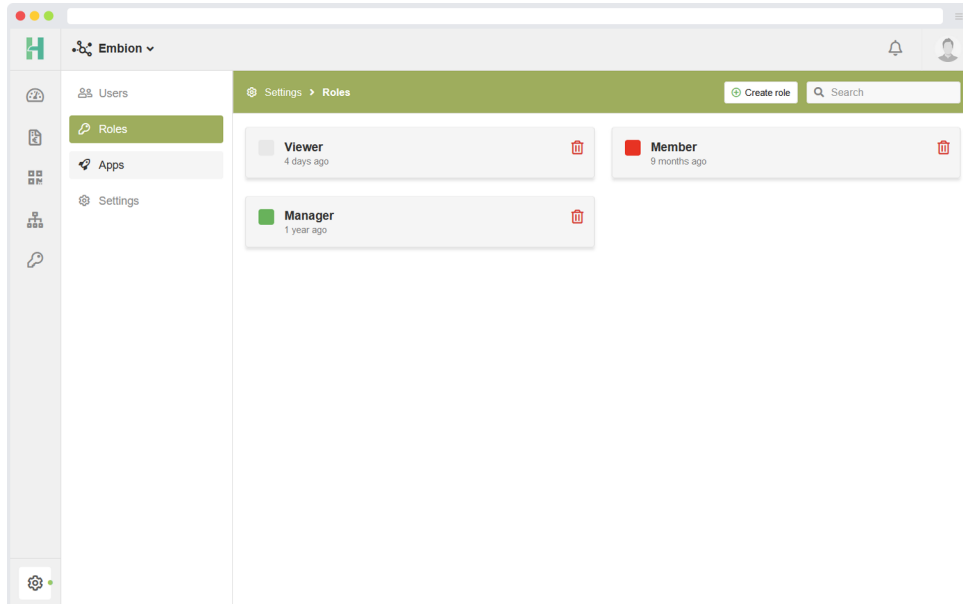 Embion
Users
Roles
Apps
Settings
Settings > Roles
Create role
Search
Viewer
4 days ago
Member
9 months ago
Manager
1 year ago